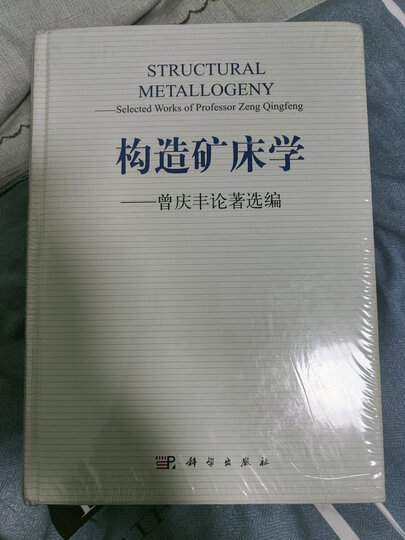 STRUCTURAL
METALLOGENY
——Selected Works of Professor Zeng Qingfeng
构造矿床学
——曾庆丰论著选编
科学出版社